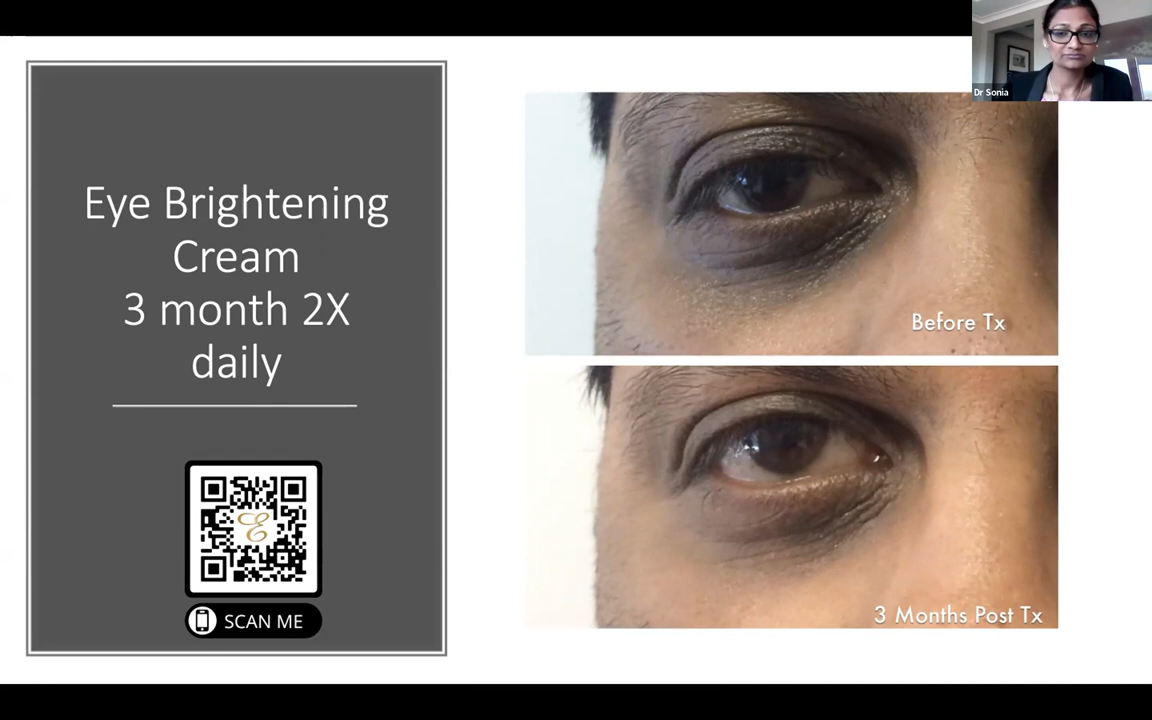 Dr Sonia
Eye Brightening
Cream
3 month 2X
daily
SCAN ME
Before Tx
3 Months Post Tx